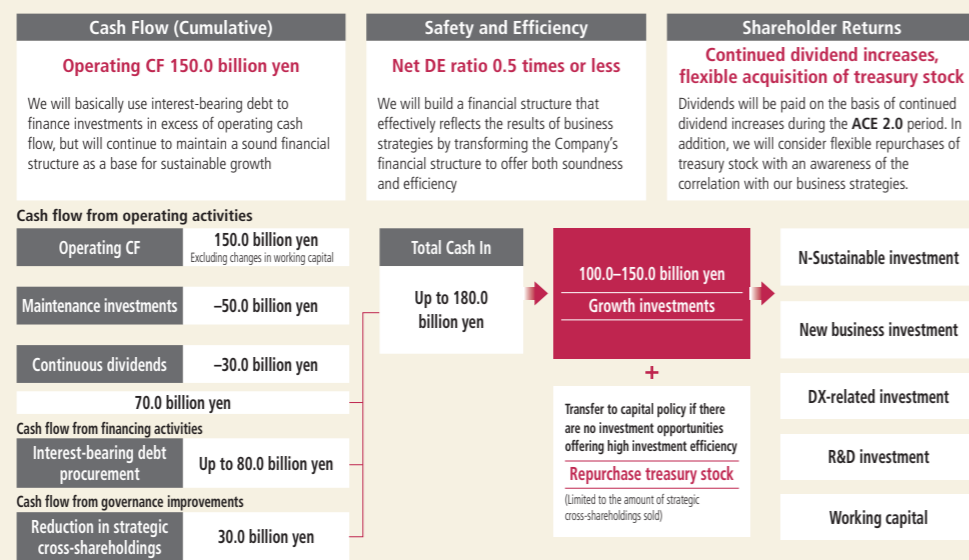 Cash Flow (Cumulative)
Operating CF 150.0 billion yen
We will basically use interest-bearing debt to
finance investments in excess of operating cash
flow, but will continue to maintain a sound financial
structure as a base for sustainable growth
Safety and Efficiency
Net DE ratio 0.5 times or less
We will build a financial structure that
effectively reflects the results of business
strategies by transforming the Company's
financial structure to offer both soundness
and efficiency
Shareholder Returns
Continued dividend increases,
flexible acquisition of treasury stock
Dividends will be paid on the basis of continued
dividend increases during the ACE 2.0 period. In
addition, we will consider flexible repurchases of
treasury stock with an awareness of the
correlation with our business strategies.
Cash flow from operating activities
Operating CF
150.0 billion yen
Excluding changes in working capital
Maintenance investments
–50.0 billion yen
Continuous dividends
–30.0 billion yen
70.0 billion yen
Cash flow from financing activities
Interest-bearing debt
procurement
Up to 80.0 billion yen
Cash flow from governance improvements
Reduction in strategic
cross-shareholdings
30.0 billion yen
Total Cash In
Up to 180.0
billion yen
100.0–150.0 billion yen
Growth investments
+
Transfer to capital policy if there
are no investment opportunities
offering high investment efficiency
Repurchase treasury stock
(Limited to the amount of strategic
cross-shareholdings sold)
N-Sustainable investment
New business investment
DX-related investment
R&D investment
Working capital